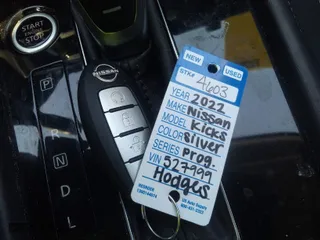 START
STOP
P
R
N
D
L
NISSAN
NEW
USED
STK# 4603
YEAR 2022
MAKE Nissan
MODEL Kicks
COLOR Silver
SERIES Prog.
VIN 527999
Hodges
REORDER